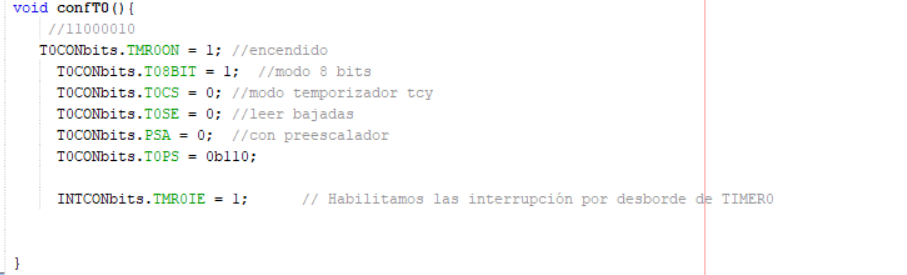 void confT0(){
//11000010
T0CONbits.TMR0ON = 1; //encendido
T0CONbits.T08BIT = 1; //modo 8 bits
T0CONbits.T0CS = 0; //modo temporizador tcy
T0CONbits.T0SE = 0; //leer bajadas
T0CONbits.PSA = 0; //con preescalador
T0CONbits.T0PS = 0b110;
INTCONbits.TMR0IE = 1; // Habilitamos las interrupción por desborde de TIMER0
}